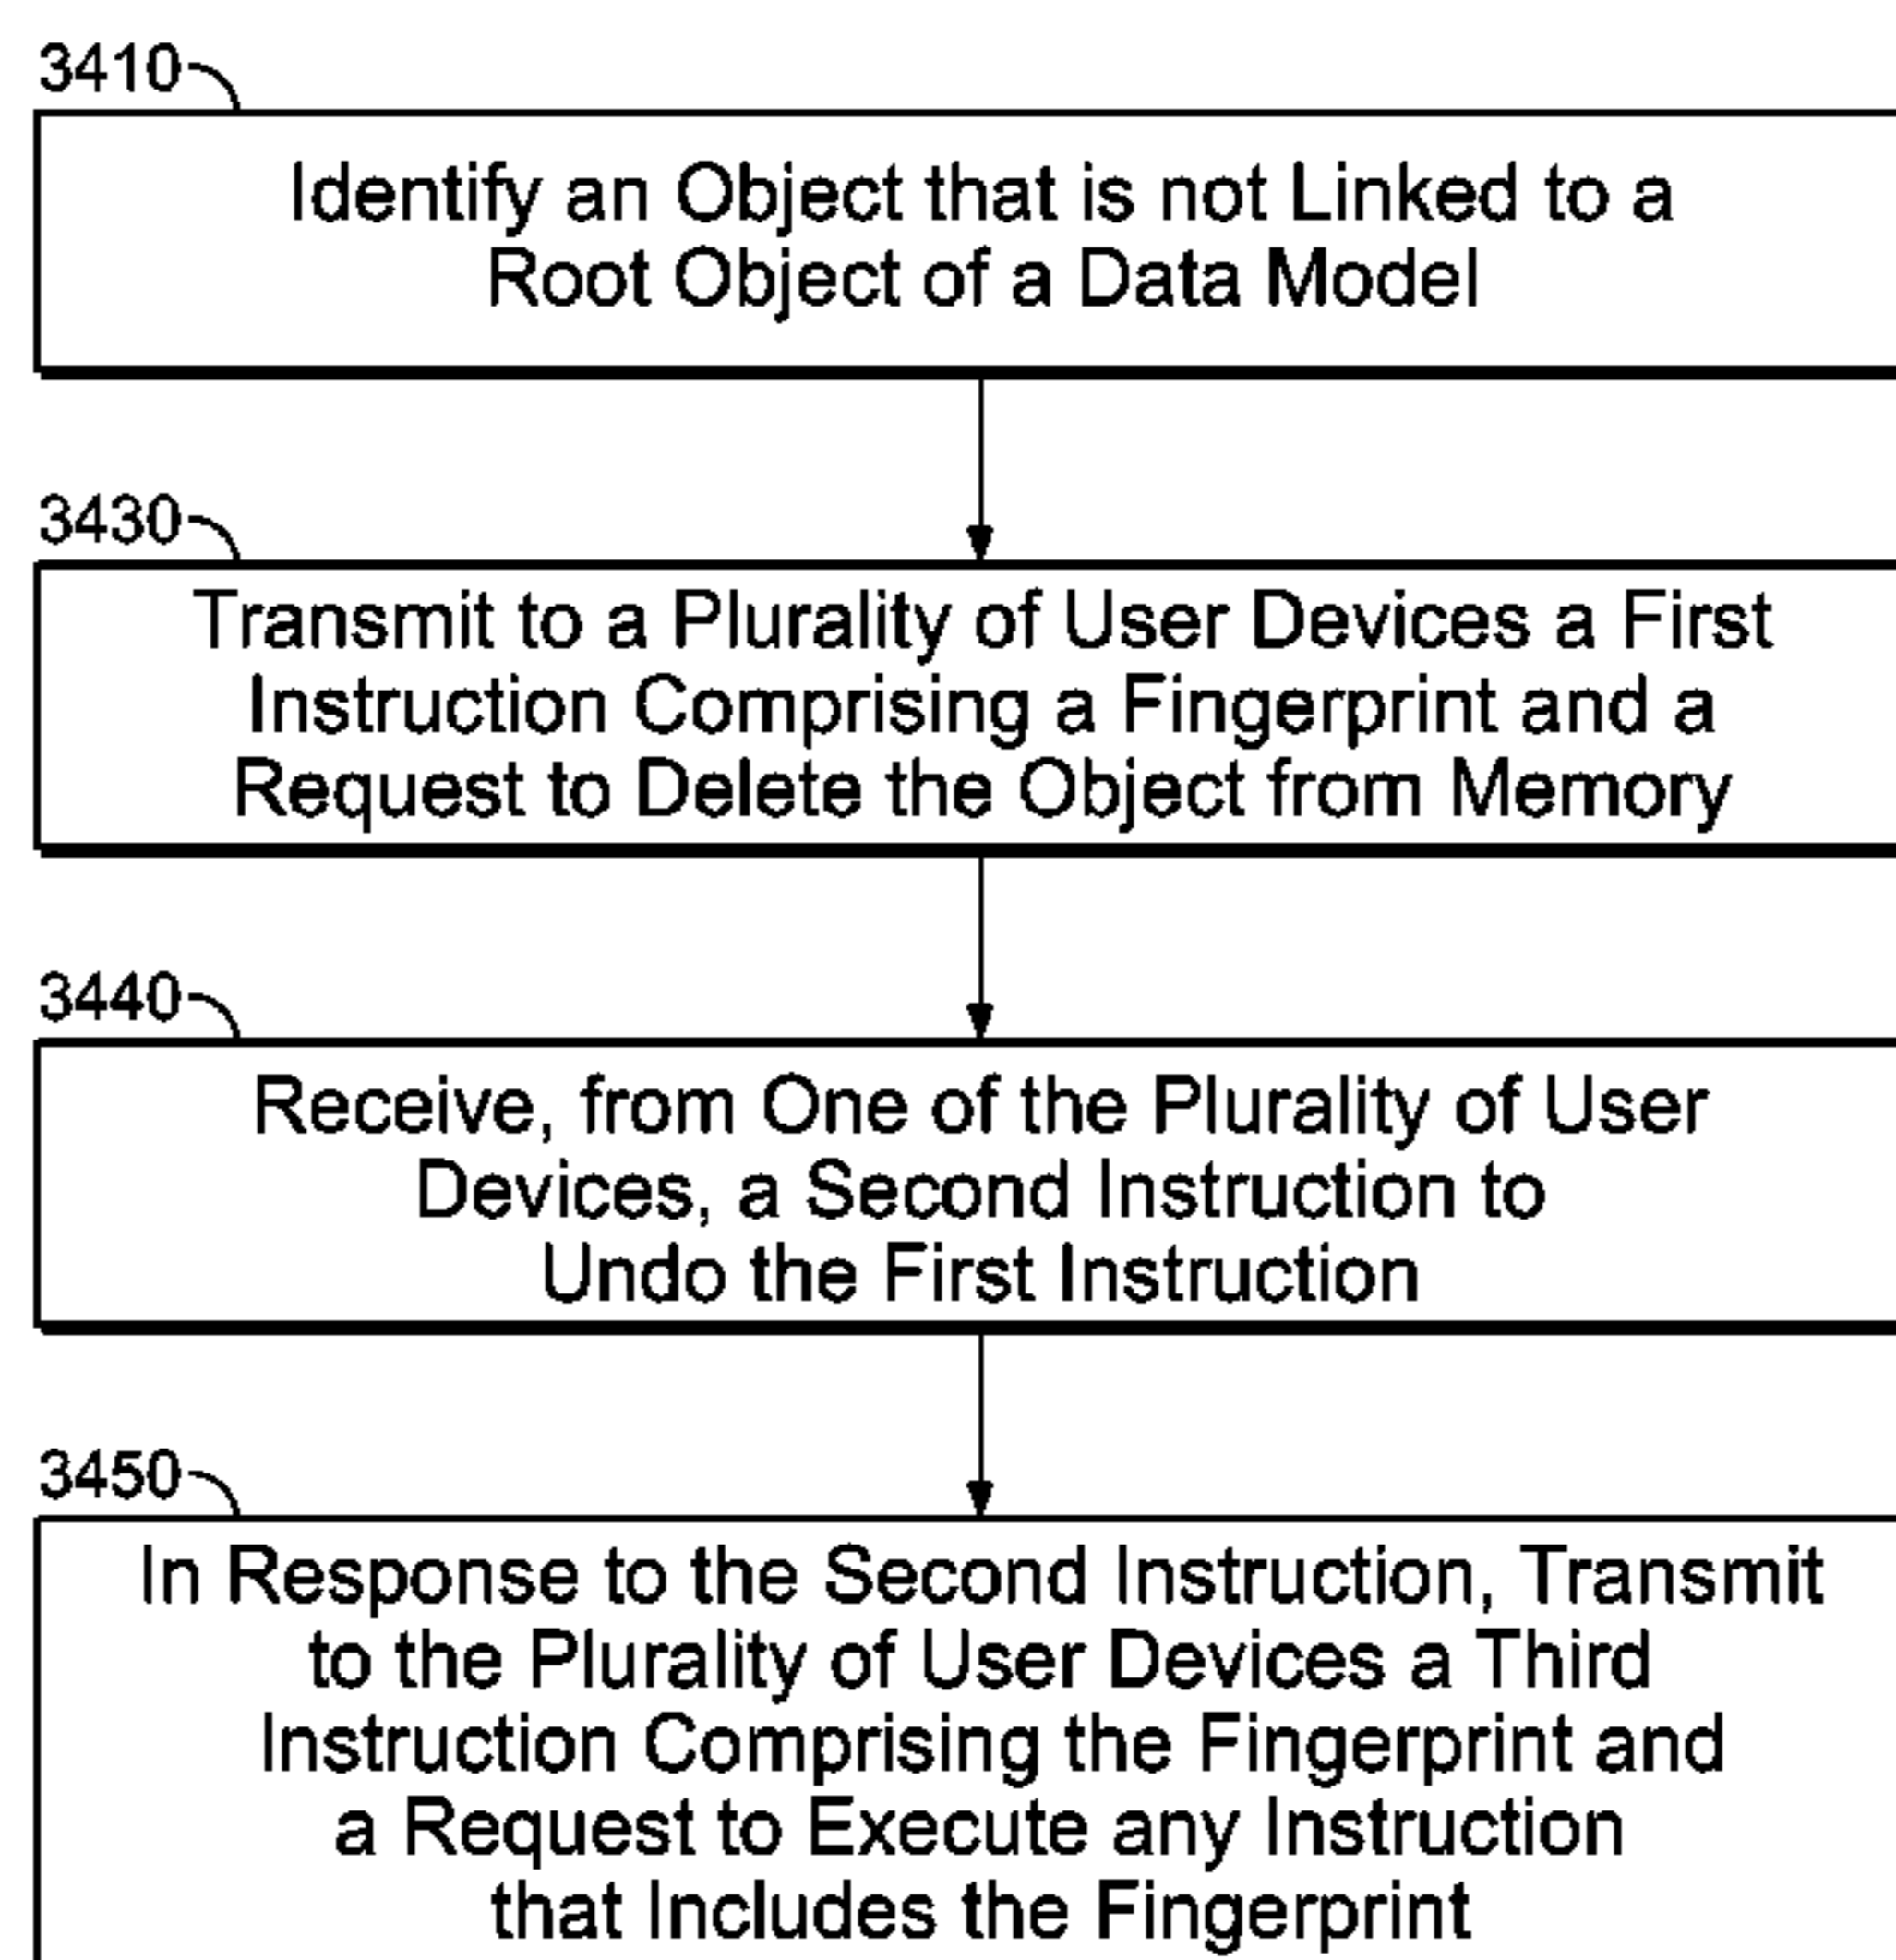 3410
Identify an Object that is not Linked to a
Root Object of a Data Model
3430
Transmit to a Plurality of User Devices a First
Instruction Comprising a Fingerprint and a
Request to Delete the Object from Memory
3440
Receive, from One of the Plurality of User
Devices, a Second Instruction to
Undo the First Instruction
3450
In Response to the Second Instruction, Transmit
to the Plurality of User Devices a Third
Instruction Comprising the Fingerprint and
a Request to Execute any Instruction
that Includes the Fingerprint